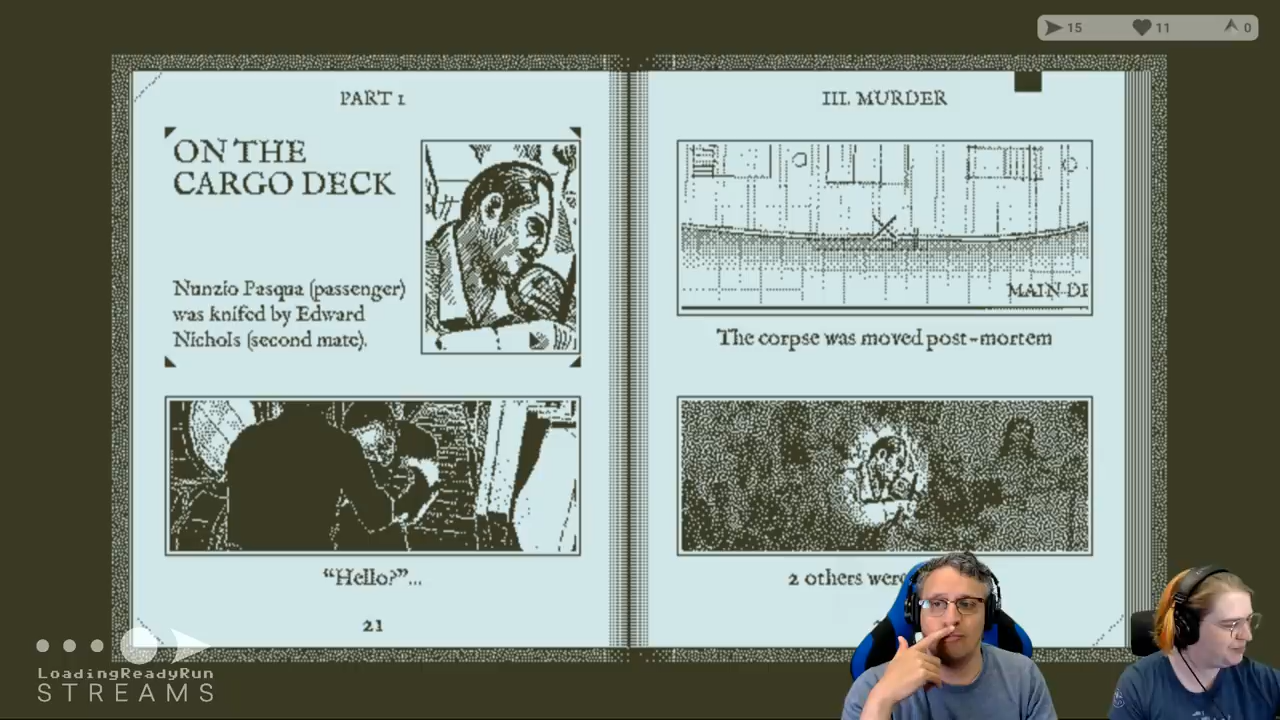 15
11
0
PART 1
III. MURDER
ON THE
CARGO DECK
Nunzio Pasqua (passenger)
was knifed by Edward
Nichols (second mate).
MAIN DE
The corpse was moved post-mortem
"Hello?"...
2 others were
21
LoadingReadyRun
STREAMS